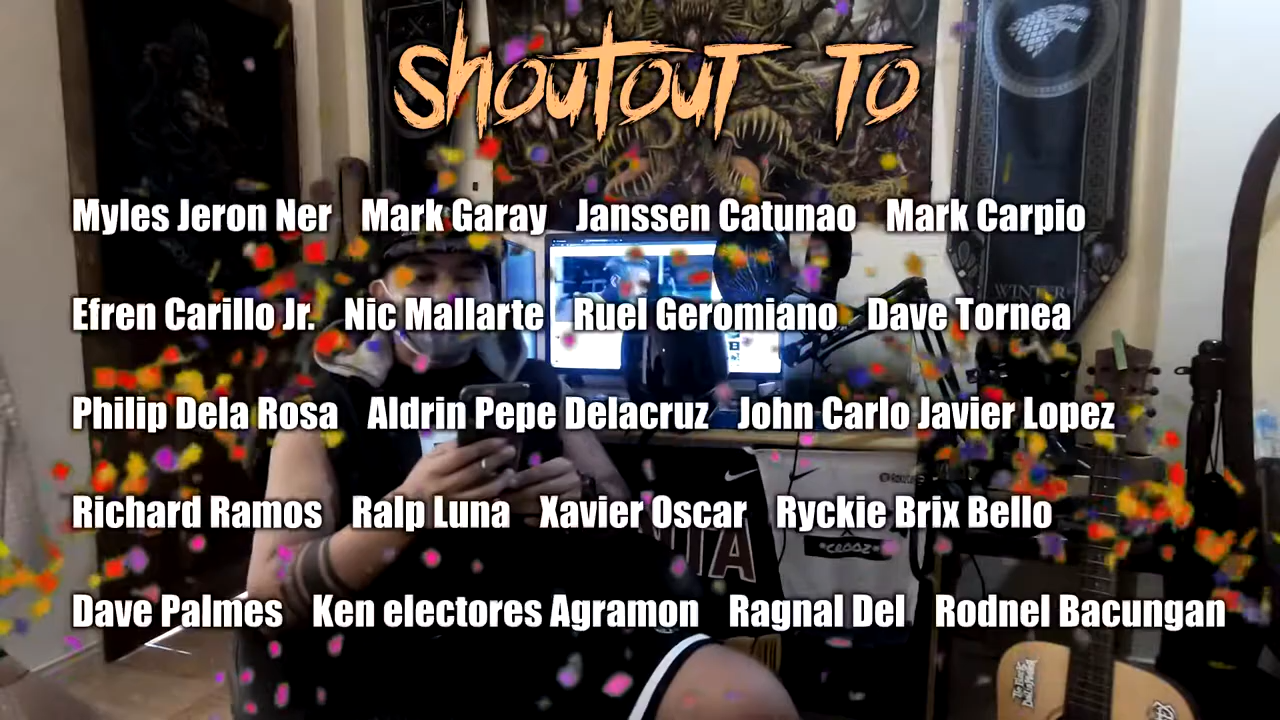 Shoutout To
Myles Jeron Ner Mark Garay Janssen Catunao Mark Carpio
Efren Carillo Jr. Nic Mallarte Ruel Geromiano Dave Tornea
Philip Dela Rosa Aldrin Pepe Delacruz John Carlo Javier Lopez
Richard Ramos Ralp Luna Xavier Oscar Ryckie Brix Bello
Dave Palmes Ken electores Agramon Ragnal Del Rodnel Bacungan
WINTER